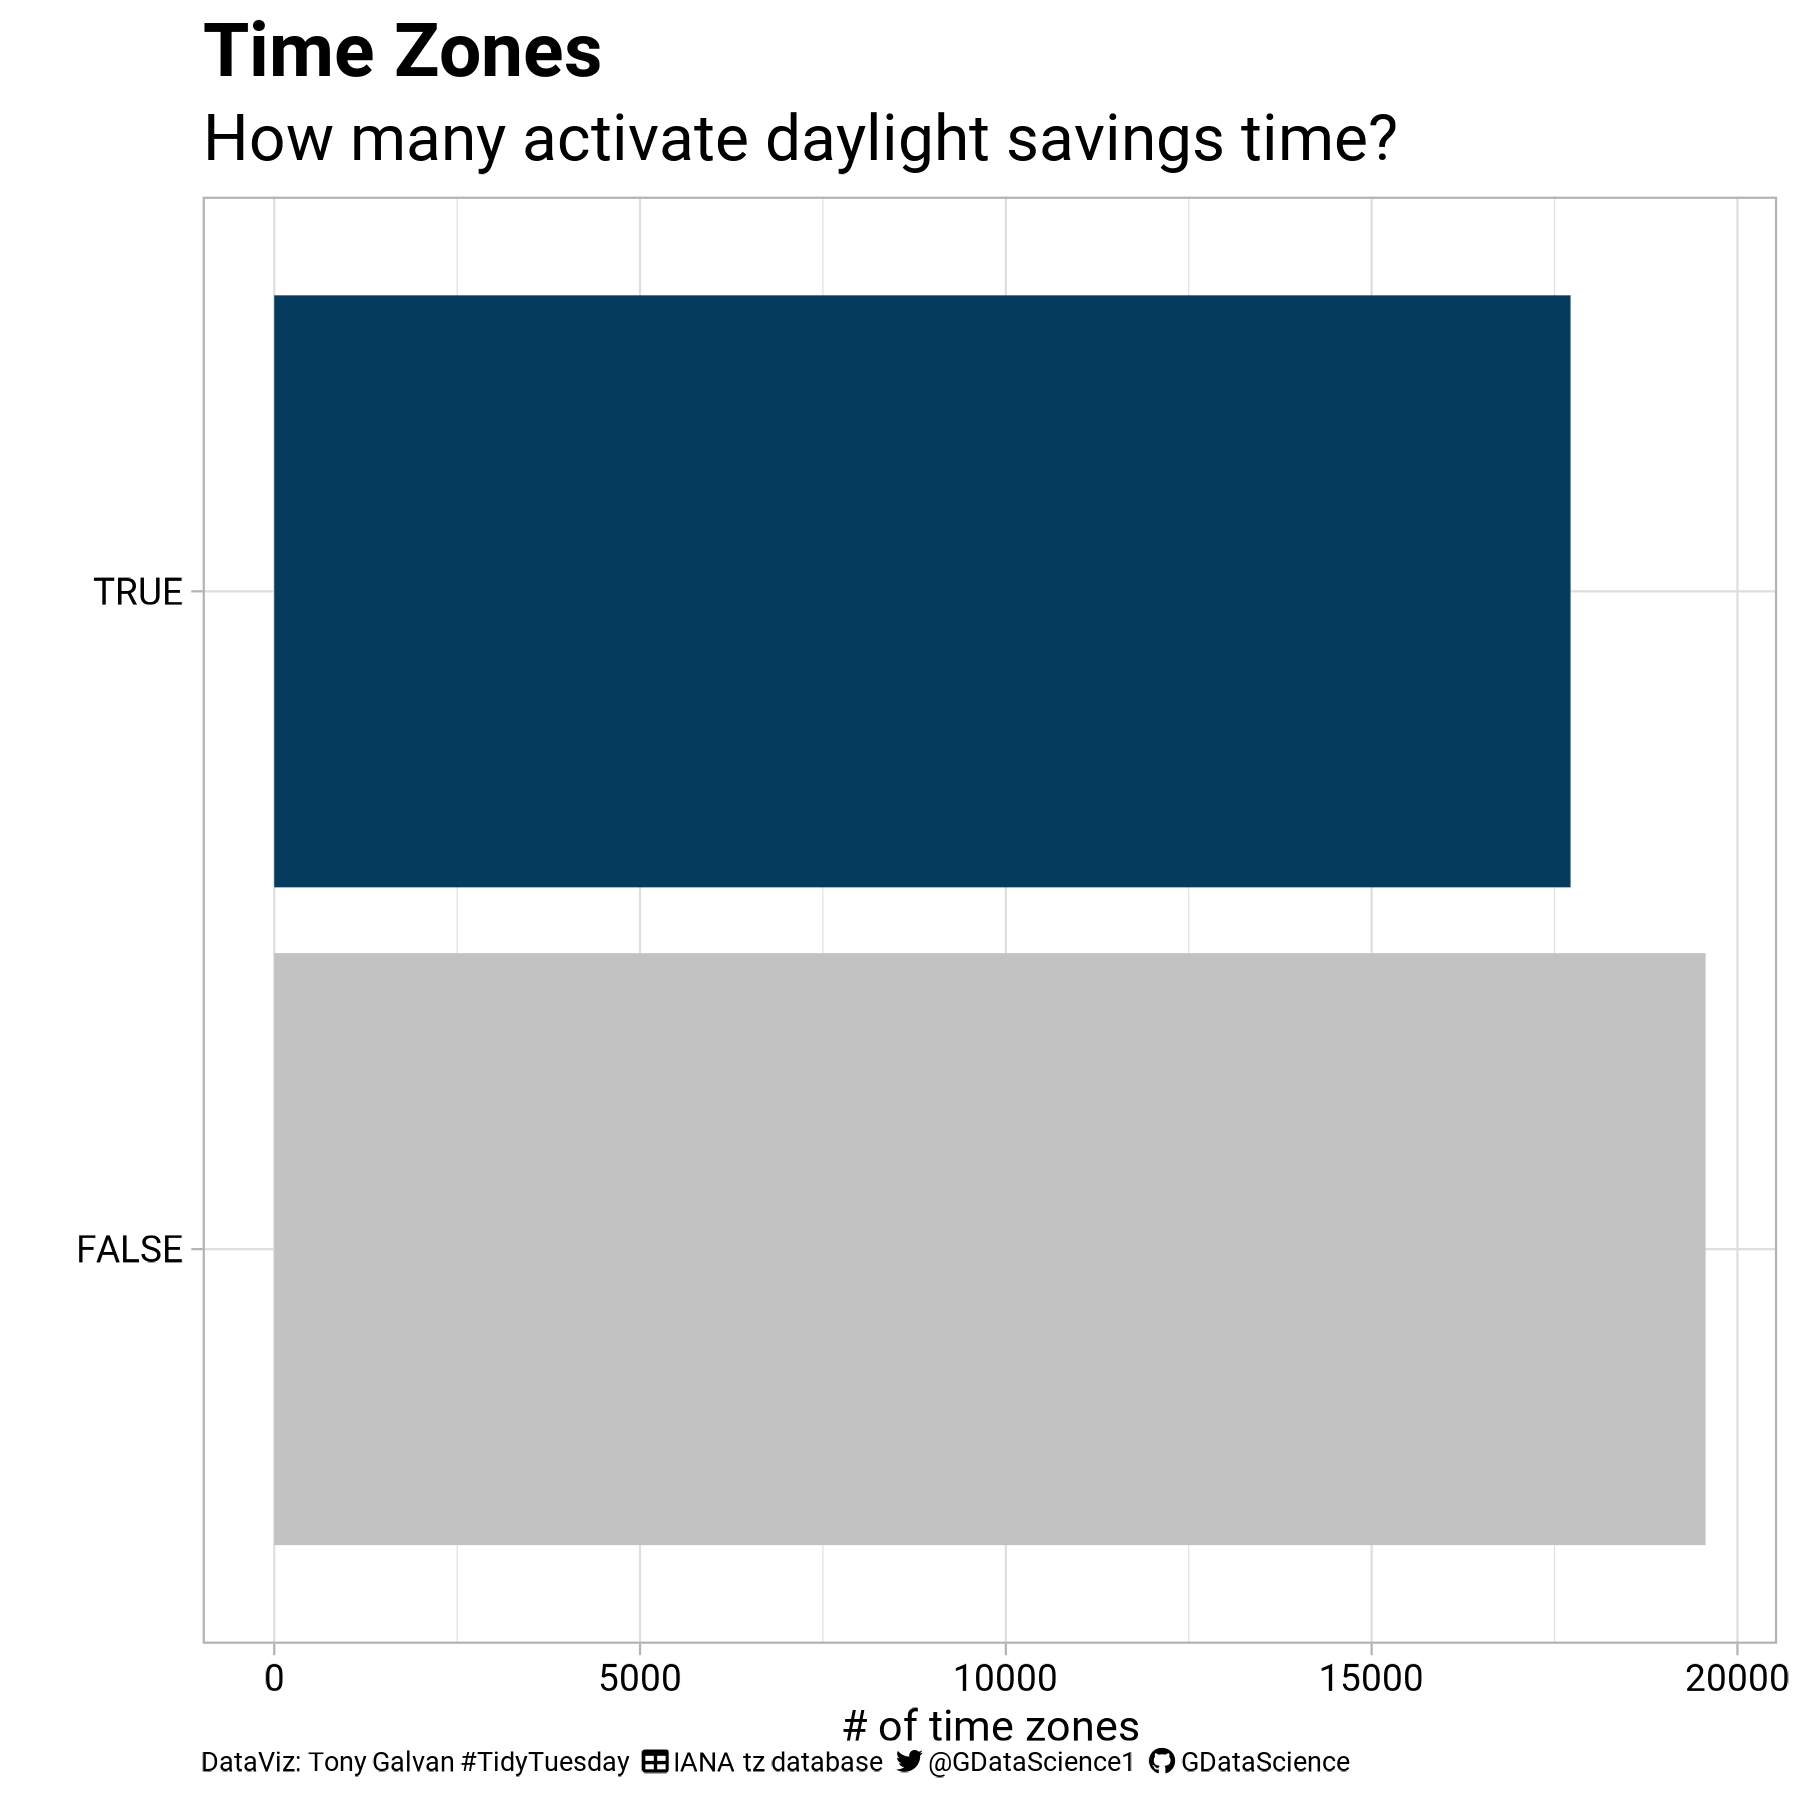 Time Zones
How many activate daylight savings time?
TRUE
FALSE
0 5000 10000 15000 20000
# of time zones
DataViz: Tony Galvan #TidyTuesday IANA tz database @GDataScience1 GDataScience